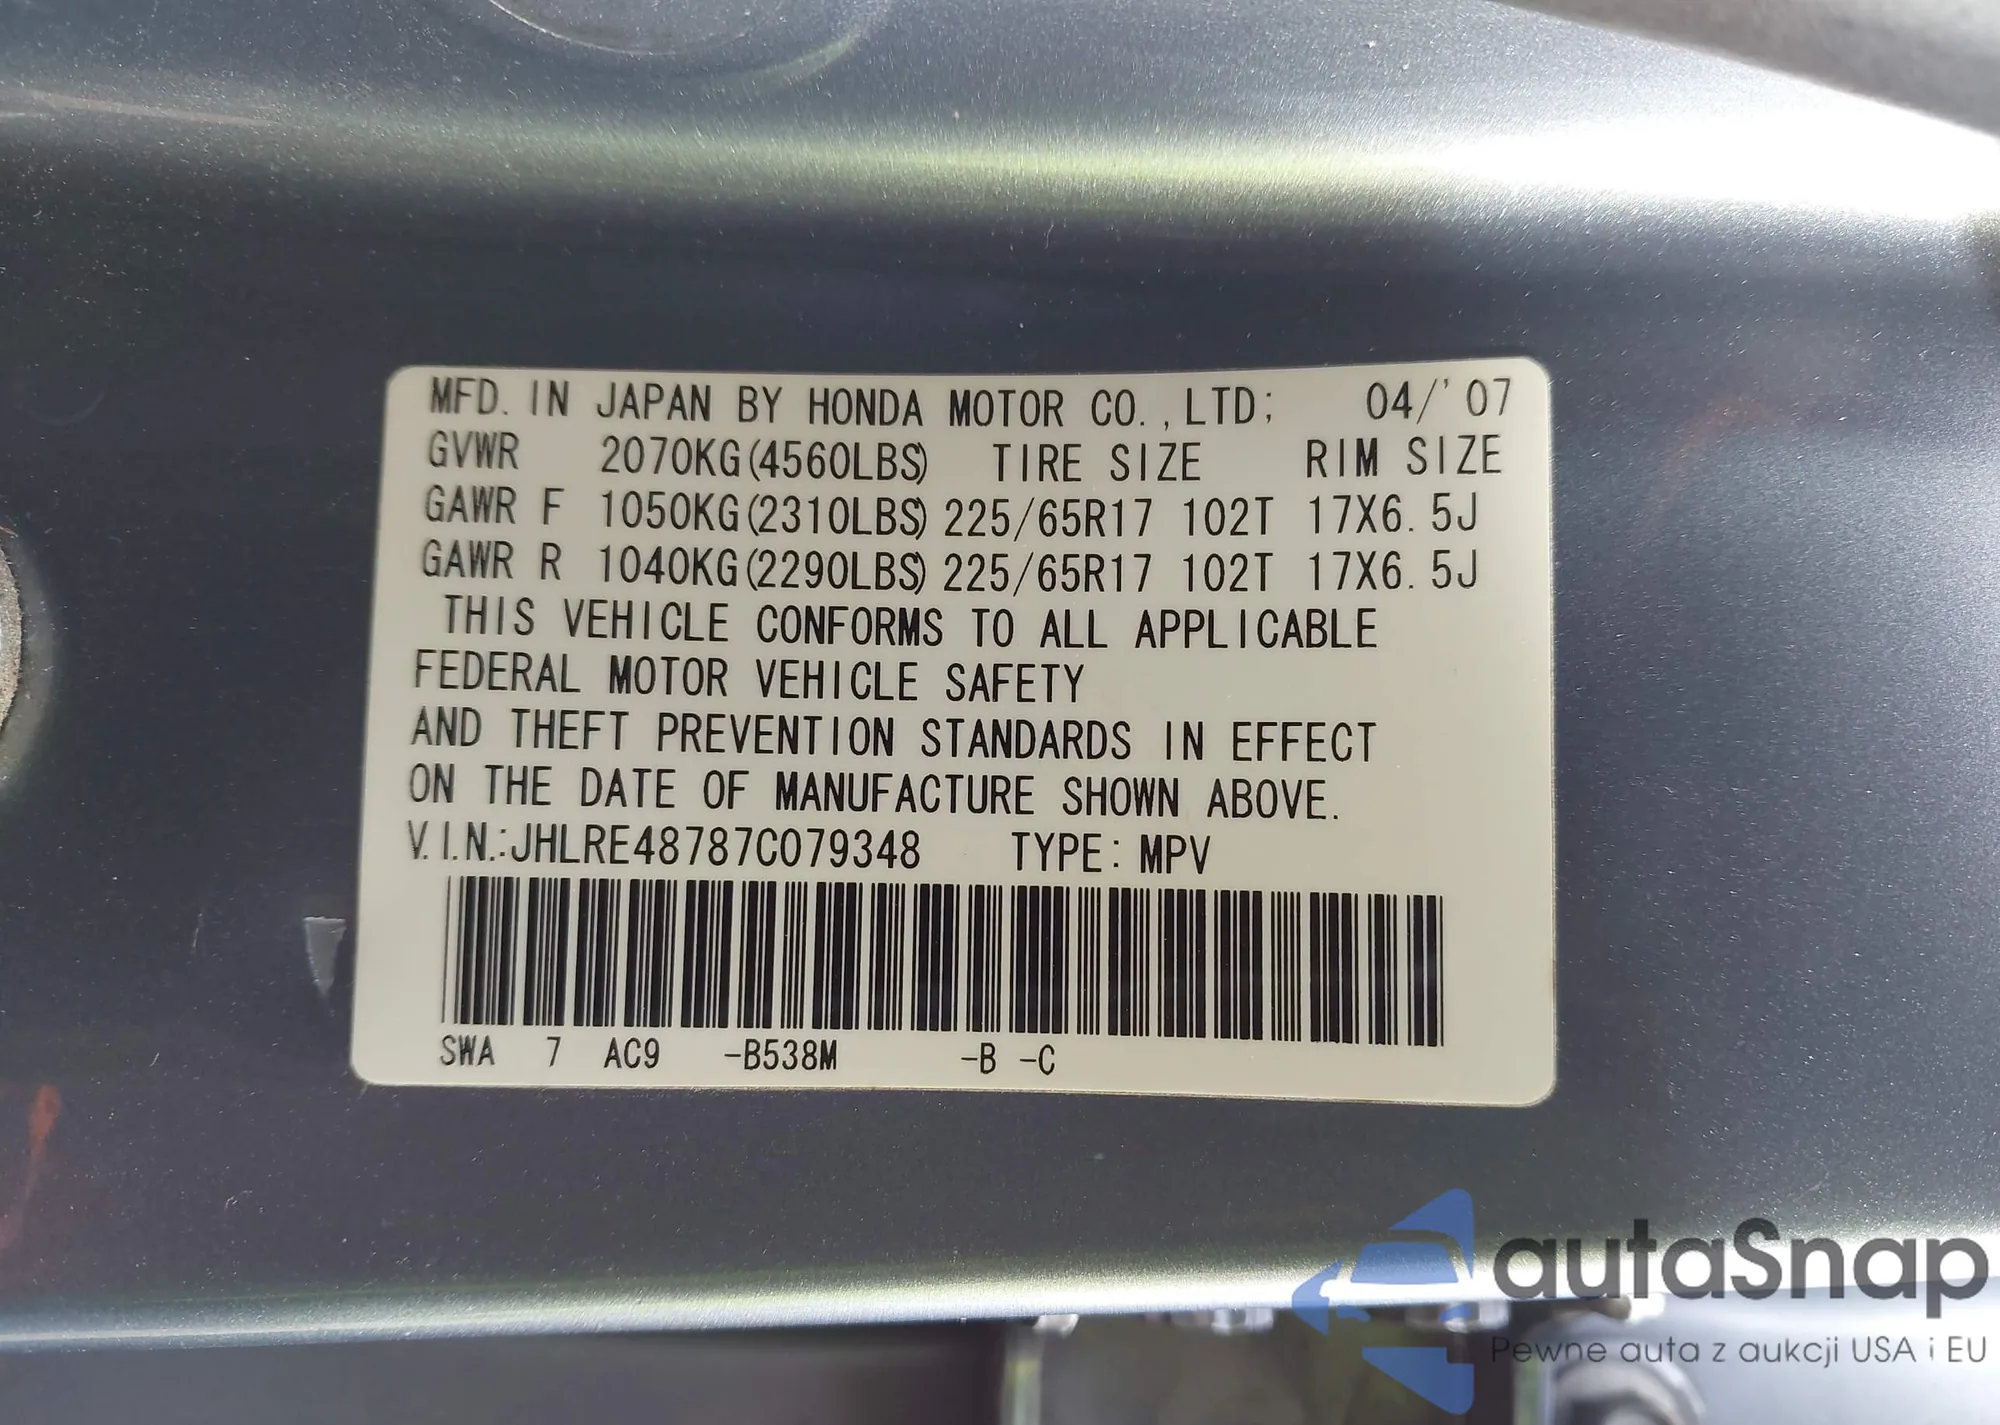 MFD. IN JAPAN BY HONDA MOTOR CO.,LTD; 04/'07
GVWR 2070KG(4560LBS) TIRE SIZE RIM SIZE
GAWR F 1050KG(2310LBS) 225/65R17 102T 17X6.5J
GAWR R 1040KG(2290LBS) 225/65R17 102T 17X6.5J
THIS VEHICLE CONFORMS TO ALL APPLICABLE
FEDERAL MOTOR VEHICLE SAFETY
AND THEFT PREVENTION STANDARDS IN EFFECT
ON THE DATE OF MANUFACTURE SHOWN ABOVE.
V.I.N.:JHLRE48787C079348 TYPE: MPV
SWA 7 AC9 -B538M -B -C
autaSnap
Pewne auta z aukcji USA i EU